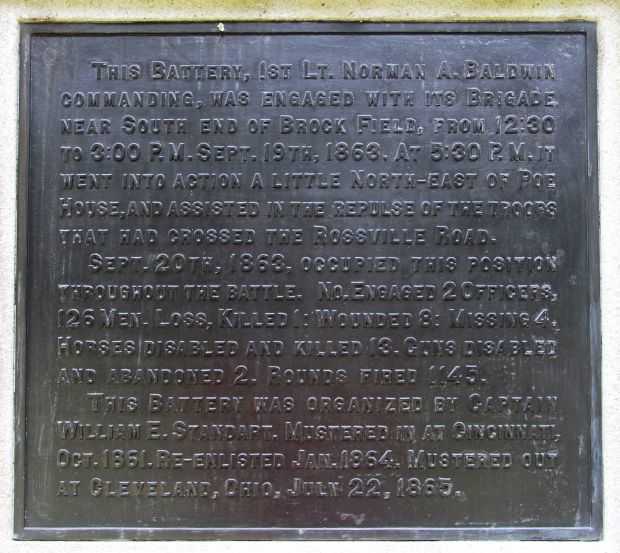 This Battery, 1st Lt. Norman A. Baldwin
commanding, was engaged with its Brigade
near South end of Brock Field, from 12:30
to 3:00 P.M. Sept. 19th, 1863. At 5:30 P.M. it
went into action a little North-east of Poe
House, and assisted in the repulse of the troops
that had crossed the Rossville Road.
Sept. 20th, 1863, occupied this position
throughout the battle. No. Engaged 2 Officers,
126 Men. Loss, Killed 1: Wounded 8: Missing 4.
Horses disabled and killed 13. Guns disabled
and abandoned 2. Rounds fired 1145.
This Battery was organized by Captain
William E. Standart. Mustered in at Cincinnati,
Oct. 1861. Re-enlisted Jan. 1864. Mustered out
at Cleveland, Ohio, July 22, 1865.